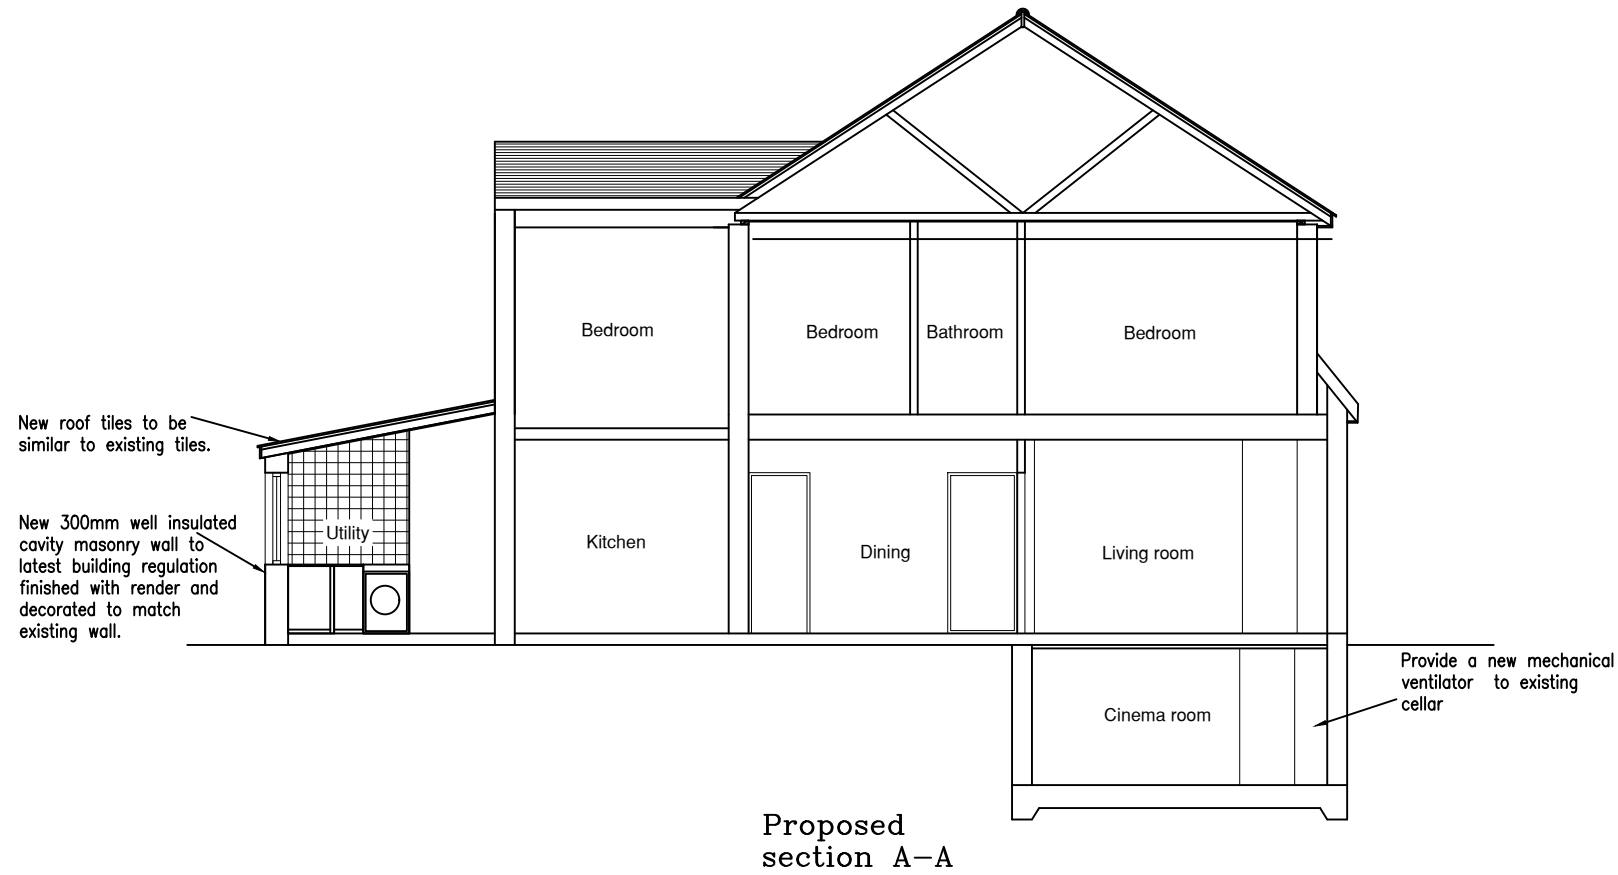 Bedroom
Bedroom
Bathroom
Bedroom
New roof tiles to be
similar to existing tiles.
New 300mm well insulated
cavity masonry wall to
latest building regulation
finished with render and
decorated to match
existing wall.
Utility
Kitchen
Dining
Living room
Provide a new mechanical
ventilator to existing
cellar
Cinema room
Proposed
section A-A